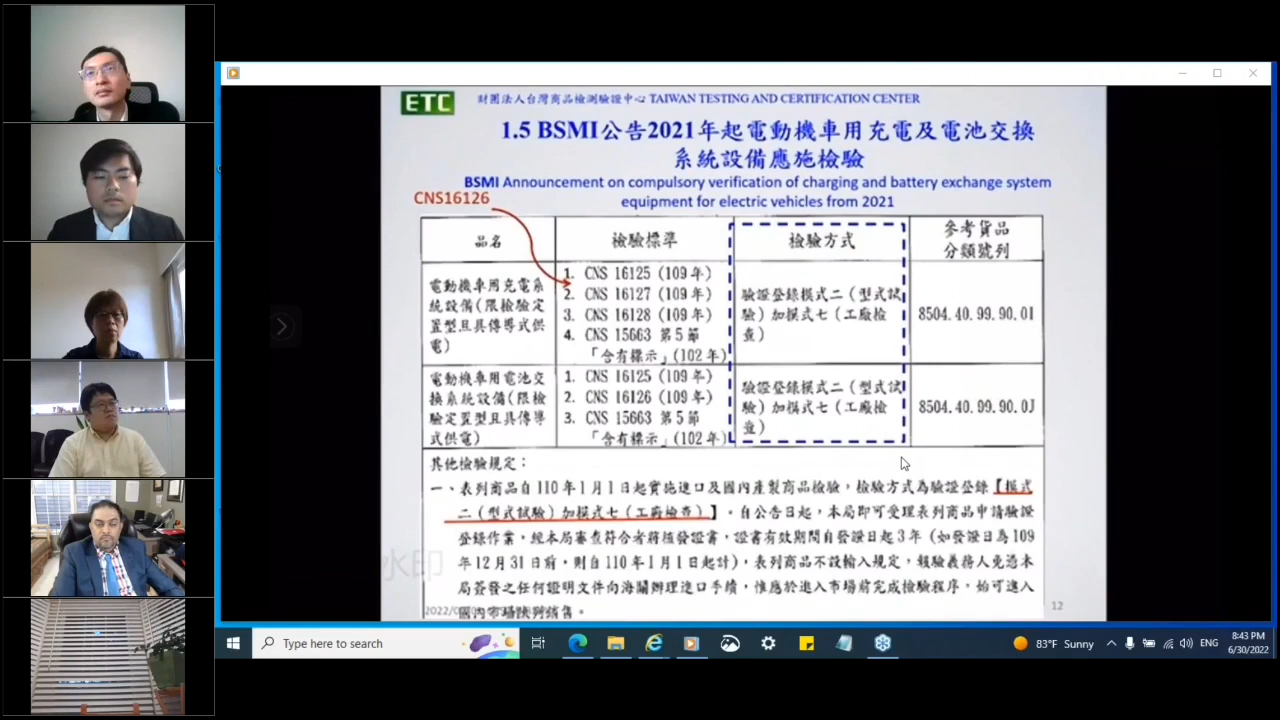 ETC 財團法人台灣商品檢測驗證中心 TAIWAN TESTING AND CERTIFICATION CENTER
1.5 BSMI公告2021年起電動機車用充電及電池交換
系統設備應施檢驗
BSMI Announcement on compulsory verification of charging and battery exchange system
equipment for electric vehicles from 2021
CNS16126
品名
檢驗標準
檢驗方式
參考貨品
分類號列
電動機車用充電系
統設備(限檢驗定
置型且具傳導式供
電)
1. CNS 16125 (109年)
2. CNS 16127 (109年)
3. CNS 16128 (109年)
4. CNS 15663 第5節
「含有標示」(102年)
驗證登錄模式二（型式試
驗）加模式七（工廠檢
查）
8504.40.99.90.0I
電動機車用電池交
換系統設備(限檢
驗定置型且具傳導
式供電)
1. CNS 16125 (109年)
2. CNS 16126 (109年)
3. CNS 15663 第5節
「含有標示」(102年)
驗證登錄模式二（型式試
驗）加模式七（工廠檢
查）
8504.40.99.90.0J
其他檢驗規定：
一、表列商品自110年1月1日起實施進口及國內產製商品檢驗，檢驗方式為驗證登錄【模式
二（型式試驗）加模式七（工廠檢查）】。自公告日起，本局即可受理表列商品申請驗證
登錄作業，經本局審查符合者將核發證書，證書有效期間自發證日起3年（如發證日為109
年12月31日前，則自110年1月1日起計），表列商品不設輸入規定，報驗義務人免憑本
局簽發之任何證明文件向海關辦理進口手續，惟應於進入市場前完成檢驗程序，始可進入
國內市場陳列銷售。
水印
12
Type here to search
83°F Sunny
ENG
8:43 PM
6/30/2022